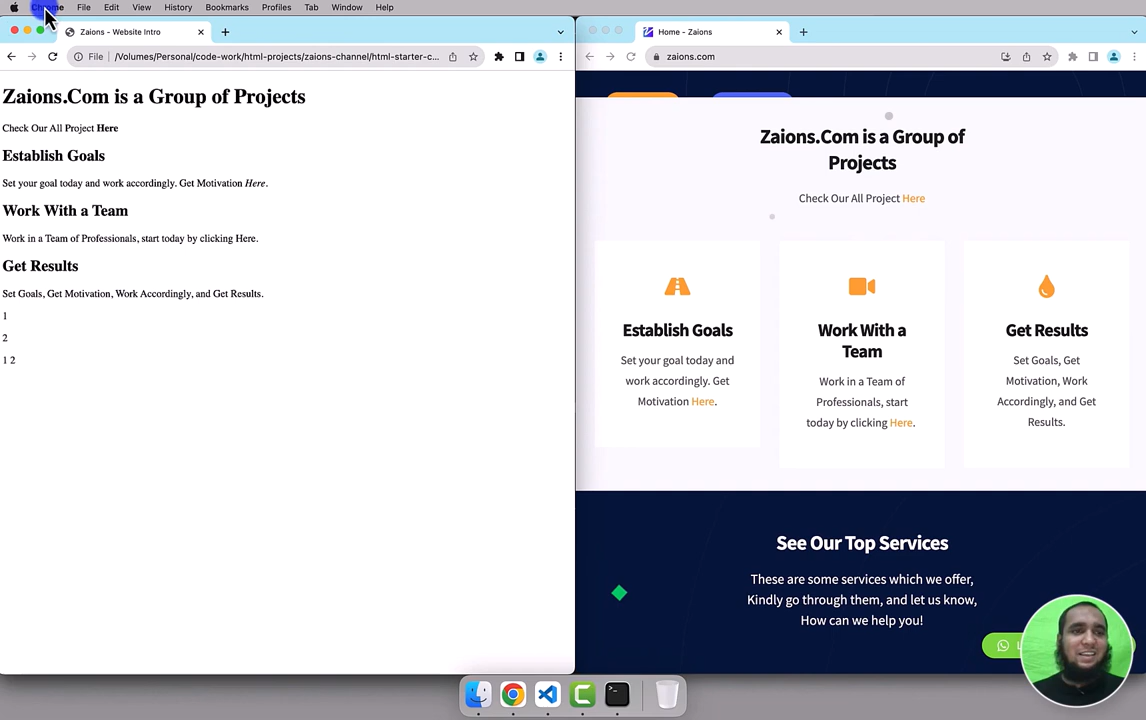 Chrome File Edit View History Bookmarks Profiles Tab Window Help
Zaions - Website Intro
File /Volumes/Personal/code-work/html-projects/zaions-channel/html-starter-c...
Zaions.Com is a Group of Projects
Check Our All Project Here
Establish Goals
Set your goal today and work accordingly. Get Motivation Here.
Work With a Team
Work in a Team of Professionals, start today by clicking Here.
Get Results
Set Goals, Get Motivation, Work Accordingly, and Get Results.
1
2
1 2
Home - Zaions
zaions.com
Zaions.Com is a Group of
Projects
Check Our All Project Here
Establish Goals
Set your goal today and
work accordingly. Get
Motivation Here.
Work With a
Team
Work in a Team of
Professionals, start
today by clicking Here.
Get Results
Set Goals, Get
Motivation, Work
Accordingly, and Get
Results.
See Our Top Services
These are some services which we offer,
Kindly go through them, and let us know,
How can we help you!